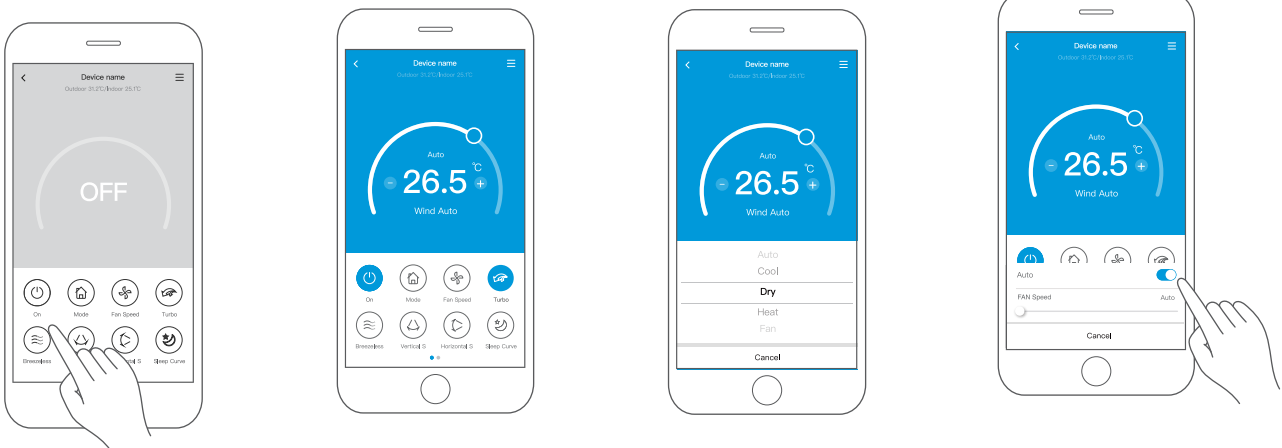 Device name
Outdoor 31.2℃/Indoor 25.1℃
OFF
On Mode Fan Speed Turbo
Breezeless Horizontal S Sleep Curve
Device name
Outdoor 31.2℃/Indoor 25.1℃
Auto
26.5 ℃
Wind Auto
On Mode Fan Speed Turbo
Breezeless Vertical S Horizontal S Sleep Curve
Device name
Outdoor 31.2℃/Indoor 25.1℃
Auto
26.5 ℃
Wind Auto
Auto
Cool
Dry
Heat
Fan
Cancel
Device name
Outdoor 31.2℃/Indoor 25.1℃
Auto
26.5 ℃
Wind Auto
Auto
FAN Speed Auto
Cancel